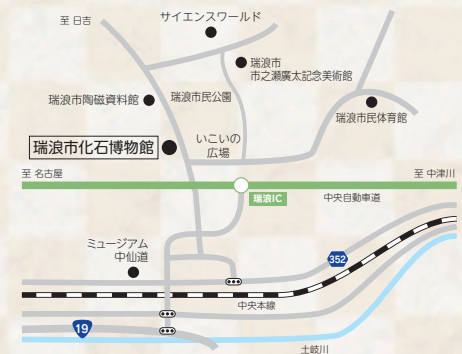 至 日吉
サイエンスワールド
瑞浪市
市之瀬廣太記念美術館
瑞浪市陶磁資料館
瑞浪市民公園
瑞浪市民体育館
瑞浪市化石博物館
いこいの
広場
至 名古屋
至 中津川
瑞浪IC
中央自動車道
ミュージアム
中仙道
352
中央本線
19
土岐川